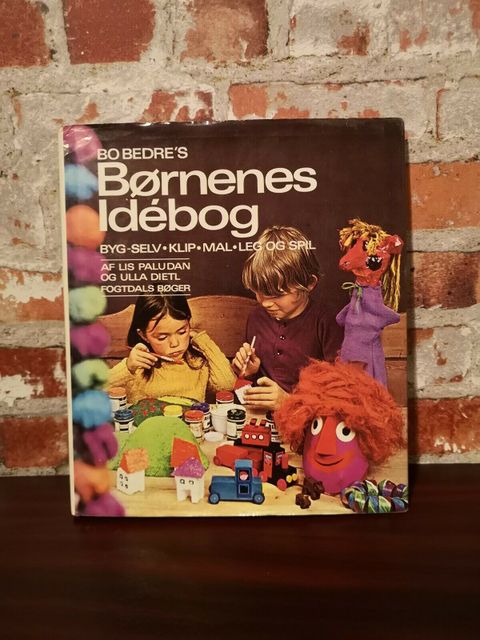 BO BEDRE'S
Børnenes
Idébog
BYG-SELV•KLIP•MAL•LEG OG SPIL
AF LIS PALUDAN
OG ULLA DIETL
FOGTDALS BØGER